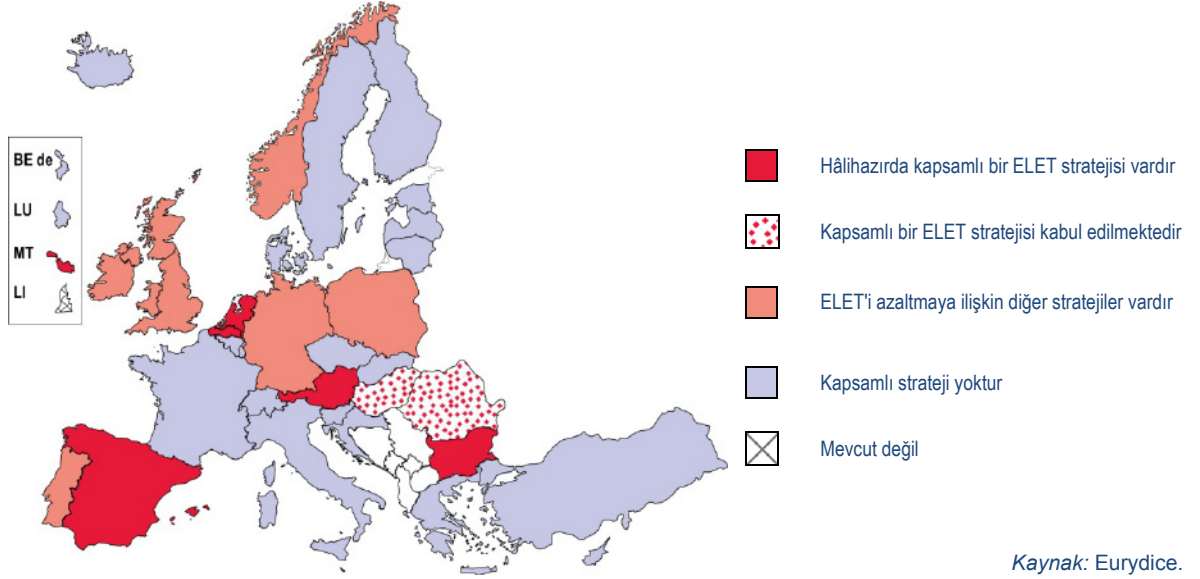 BE de
LU
MT
LI
Hâlihazırda kapsamlı bir ELET stratejisi vardır
Kapsamlı bir ELET stratejisi kabul edilmektedir
ELET'i azaltmaya ilişkin diğer stratejiler vardır
Kapsamlı strateji yoktur
Mevcut değil
Kaynak: Eurydice.